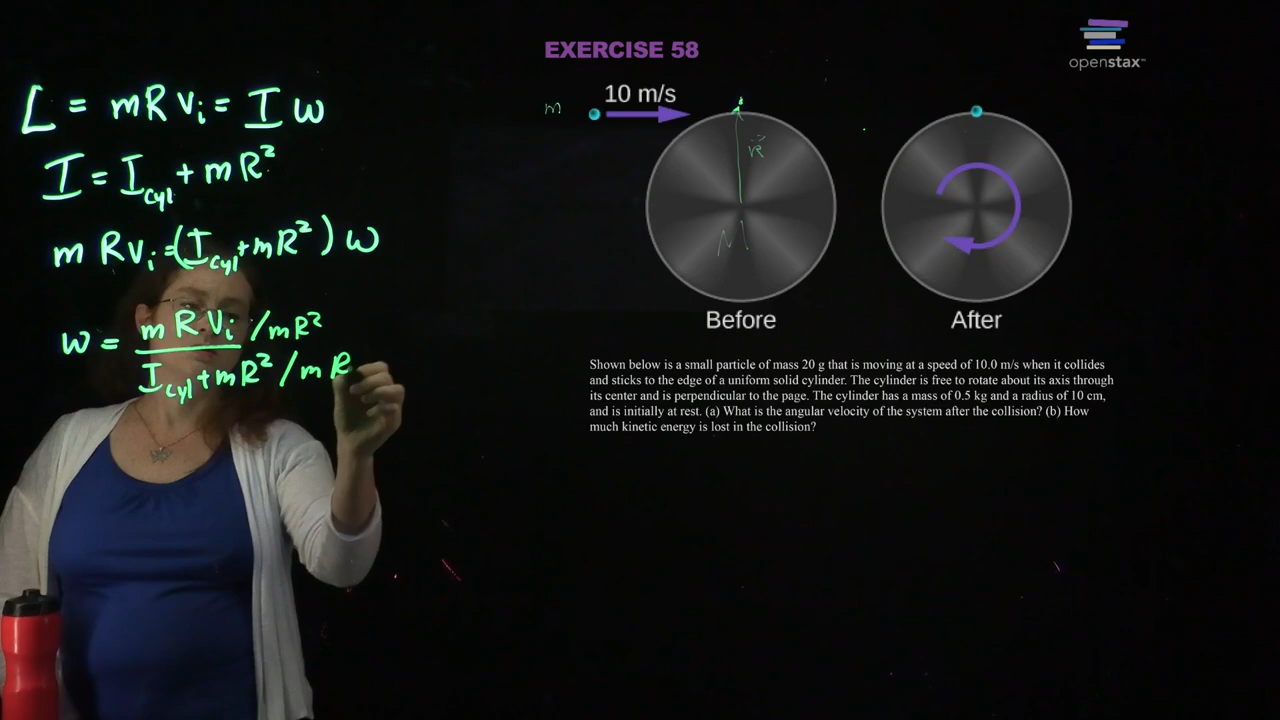 L = mRvᵢ = I ω
I = I_cyl + mR²
mRvᵢ = (I_cyl + mR²) ω
ω = mRvᵢ /mR²
I_cyl + mR² / mR
EXERCISE 58
openstax™
m
10 m/s
R⃗
M
Before
After
Shown below is a small particle of mass 20 g that is moving at a speed of 10.0 m/s when it collides
and sticks to the edge of a uniform solid cylinder. The cylinder is free to rotate about its axis through
its center and is perpendicular to the page. The cylinder has a mass of 0.5 kg and a radius of 10 cm,
and is initially at rest. (a) What is the angular velocity of the system after the collision? (b) How
much kinetic energy is lost in the collision?